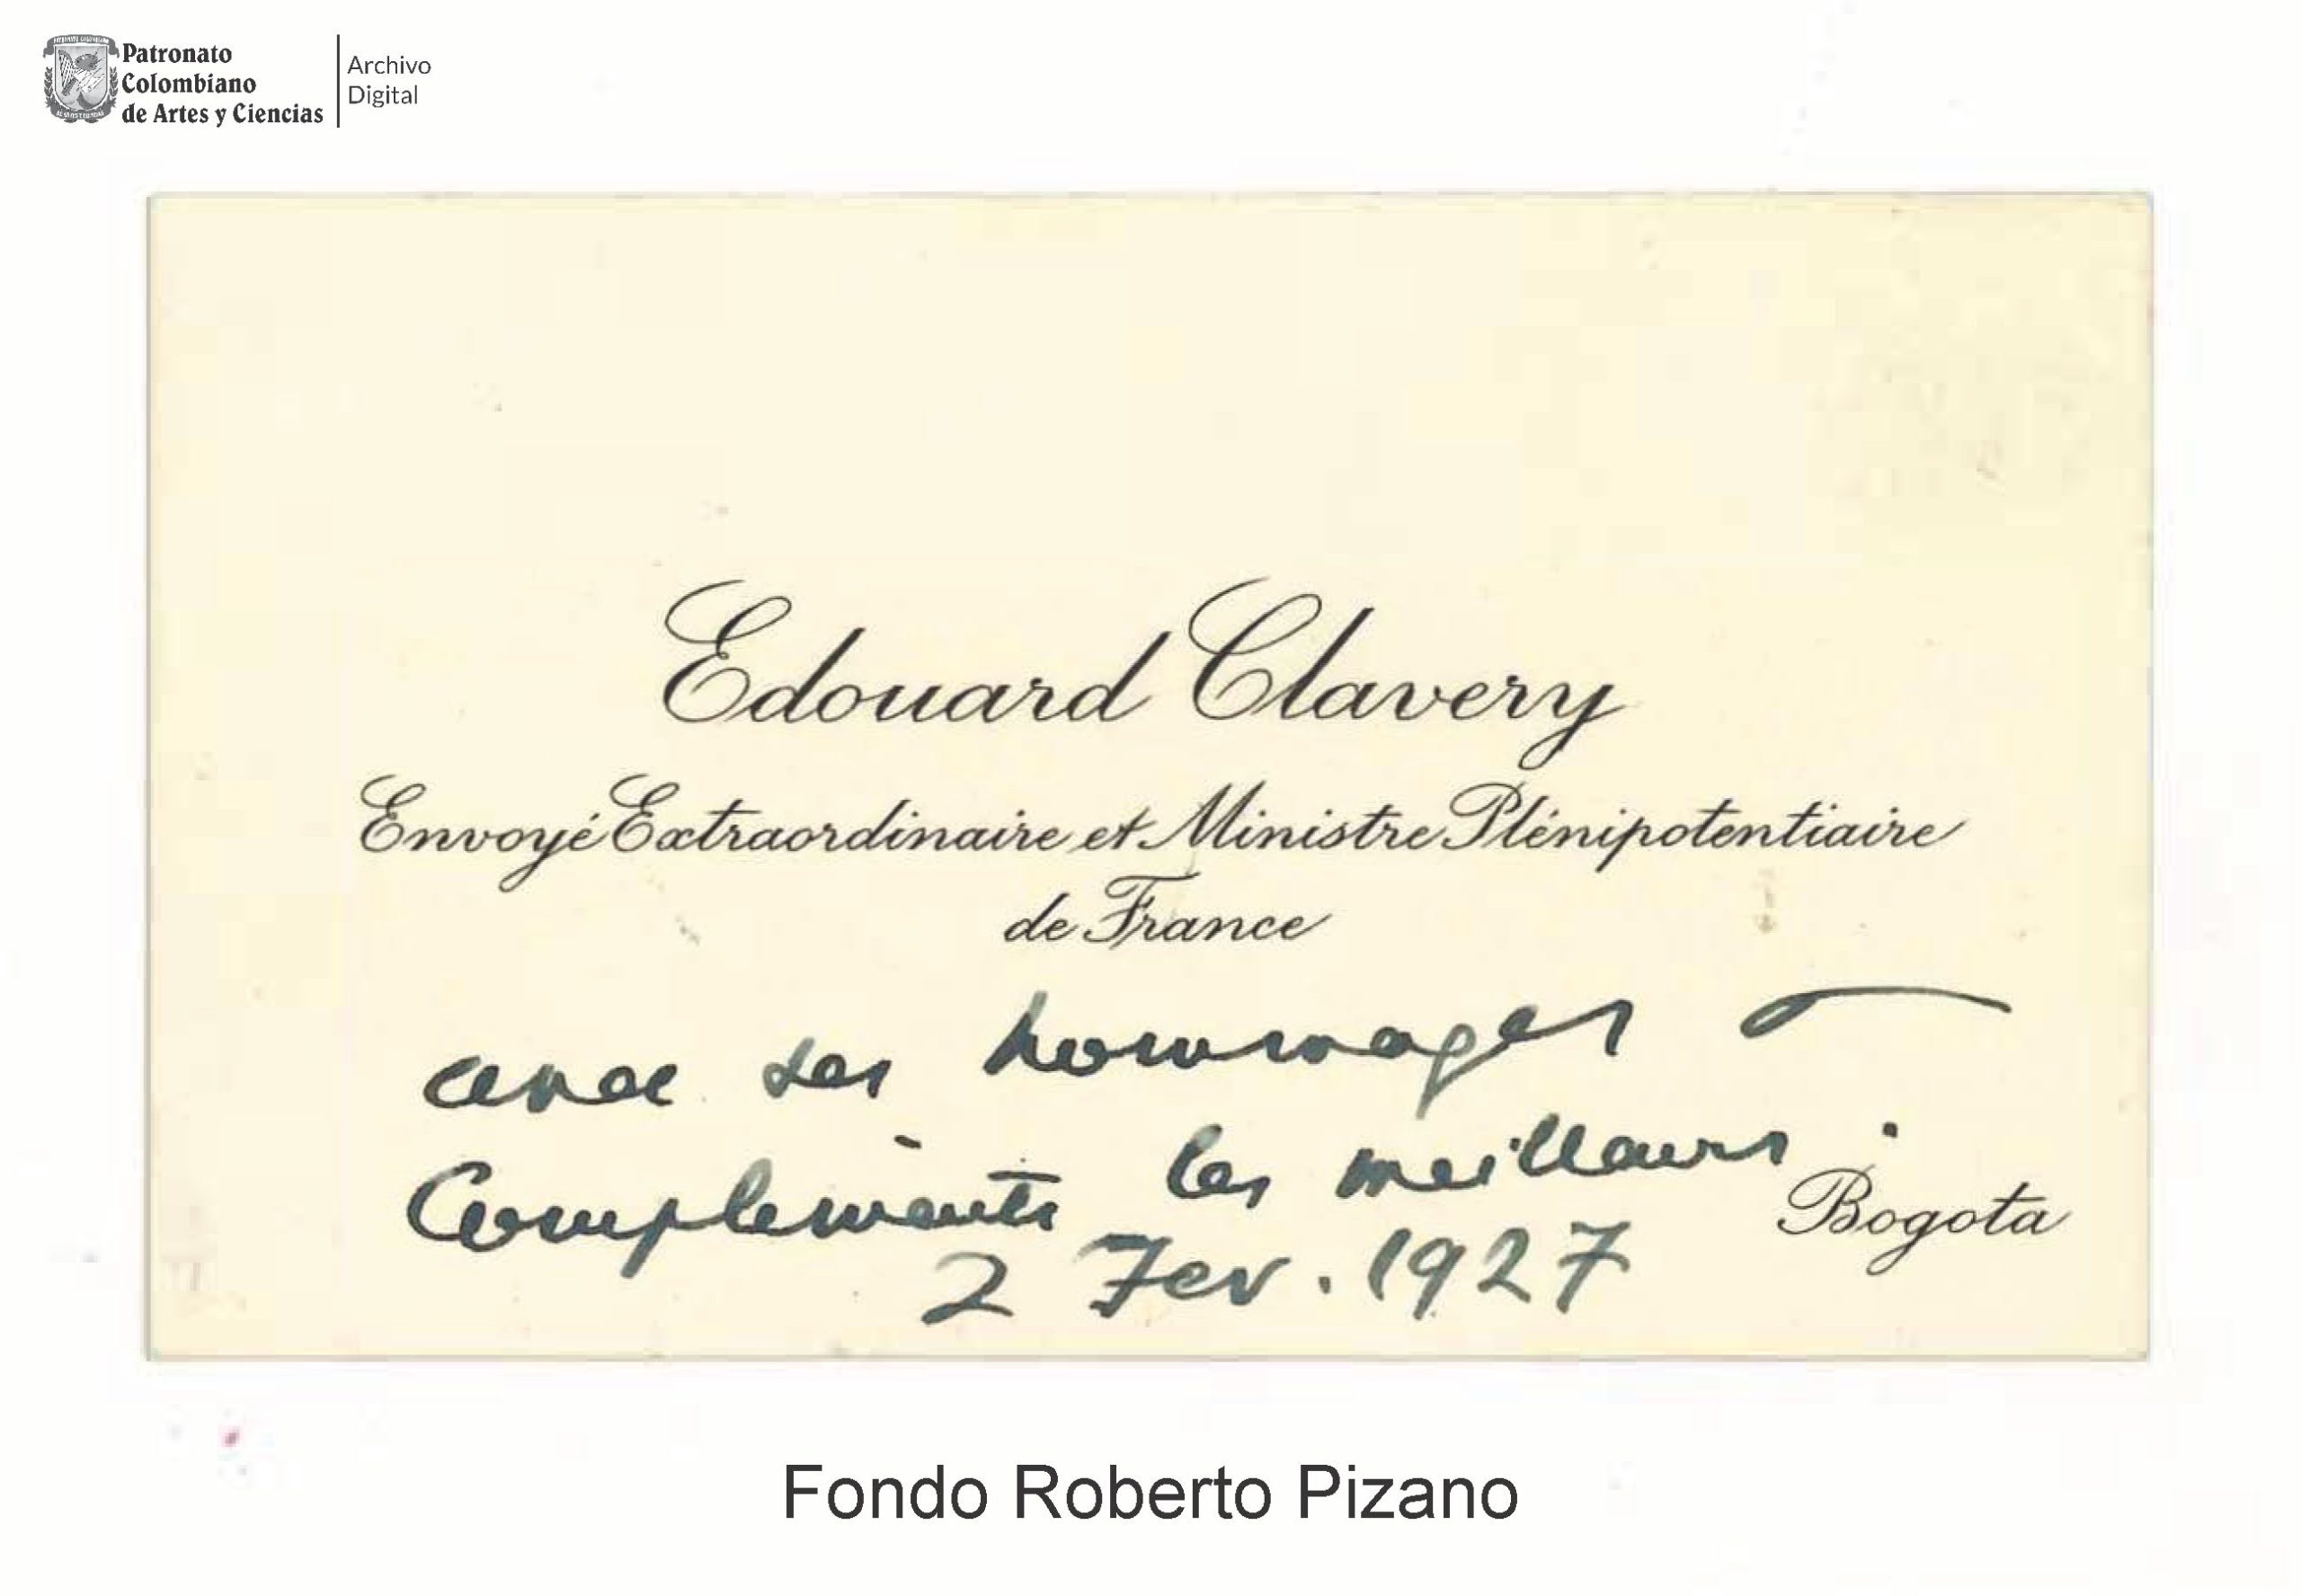 Patronato
Colombiano
de Artes y Ciencias
Archivo
Digital
Edouard Clavery
Envoyé Extraordinaire et Ministre Plénipotentiaire
de France
avec ses hommages
Compliments les meilleurs.
Bogota
2 Fev. 1927
Fondo Roberto Pizano